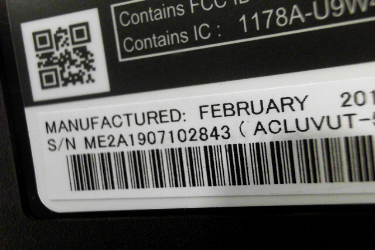 Contains FCC ID
Contains IC : 1178A-U9W
MANUFACTURED: FEBRUARY 201
S/N ME2A1907102843 ( ACLUVUT-